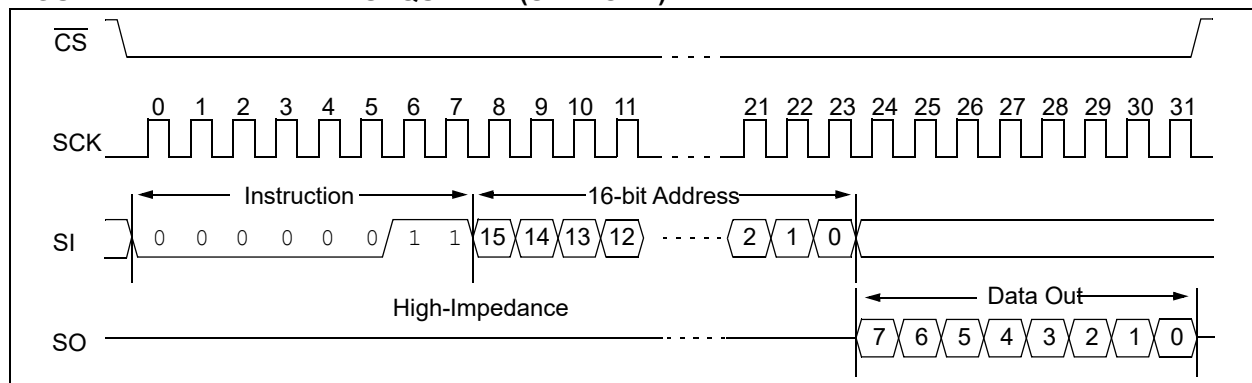 CS
0 1 2 3 4 5 6 7 8 9 10 11 21 22 23 24 25 26 27 28 29 30 31
SCK
Instruction 16-bit Address
SI 0 0 0 0 0 0 1 1 15 14 13 12 2 1 0
High-Impedance Data Out
SO 7 6 5 4 3 2 1 0